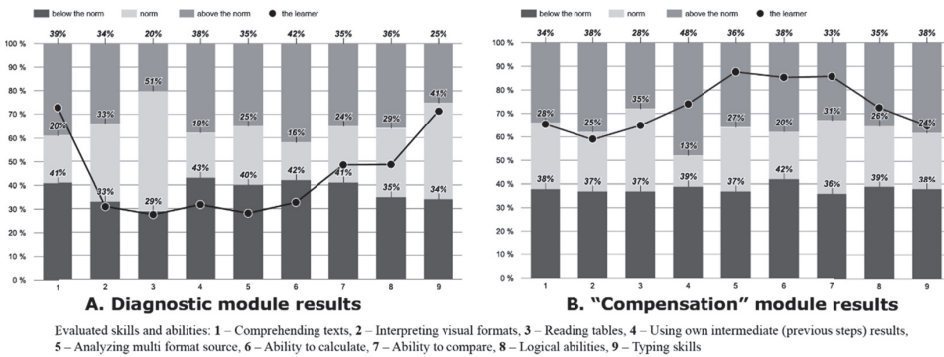 below the norm norm above the norm the learner
39% 34% 20% 38% 35% 42% 35% 36% 25%
100 %
90 %
80 %
70 %
60 %
50 %
40 %
30 %
20 %
10 %
0 %
20% 33% 51% 19% 25% 16% 24% 29% 41%
41% 33% 29% 43% 40% 42% 41% 35% 34%
1 2 3 4 5 6 7 8 9
A. Diagnostic module results
below the norm norm above the norm the learner
34% 38% 28% 48% 36% 38% 33% 35% 38%
100 %
90 %
80 %
70 %
60 %
50 %
40 %
30 %
20 %
10 %
0 %
28% 25% 35% 13% 27% 20% 31% 26% 24%
38% 37% 37% 39% 37% 42% 36% 39% 38%
1 2 3 4 5 6 7 8 9
B. “Compensation” module results
Evaluated skills and abilities: 1 – Comprehending texts, 2 – Interpreting visual formats, 3 – Reading tables, 4 – Using own intermediate (previous steps) results,
5 – Analyzing multi format source, 6 – Ability to calculate, 7 – Ability to compare, 8 – Logical abilities, 9 – Typing skills